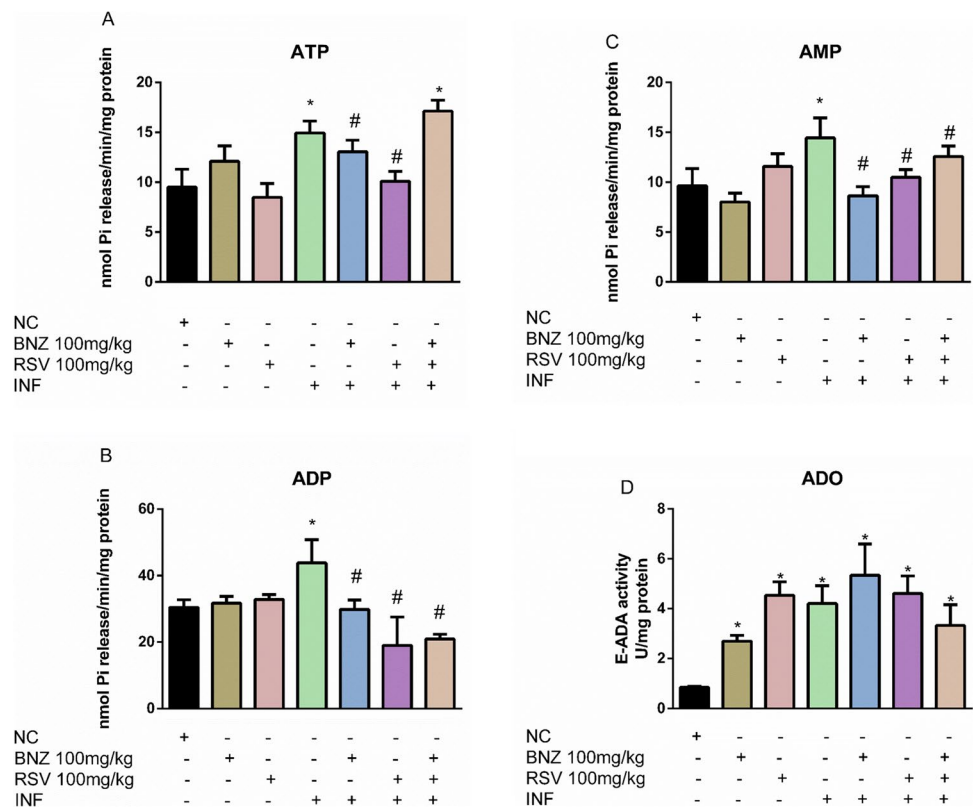 A
ATP
nmol Pi release/min/mg protein
20
15
10
5
0
* # # *
NC + - - - - - -
BNZ 100mg/kg - + - - + - +
RSV 100mg/kg - - + - - + +
INF - - - + + + +
C
AMP
nmol Pi release/min/mg protein
20
15
10
5
0
* # # #
NC + - - - - - -
BNZ 100mg/kg - + - - + - +
RSV 100mg/kg - - + - - + +
INF - - - + + + +
B
ADP
nmol Pi release/min/mg protein
60
40
20
0
* # # #
NC + - - - - - -
BNZ 100mg/kg - + - - + - +
RSV 100mg/kg - - + - - + +
INF - - - + + + +
D
ADO
E-ADA activity
U/mg protein
8
6
4
2
0
* * * * * *
NC + - - - - - -
BNZ 100mg/kg - + - - + - +
RSV 100mg/kg - - + - - + +
INF - - - + + + +